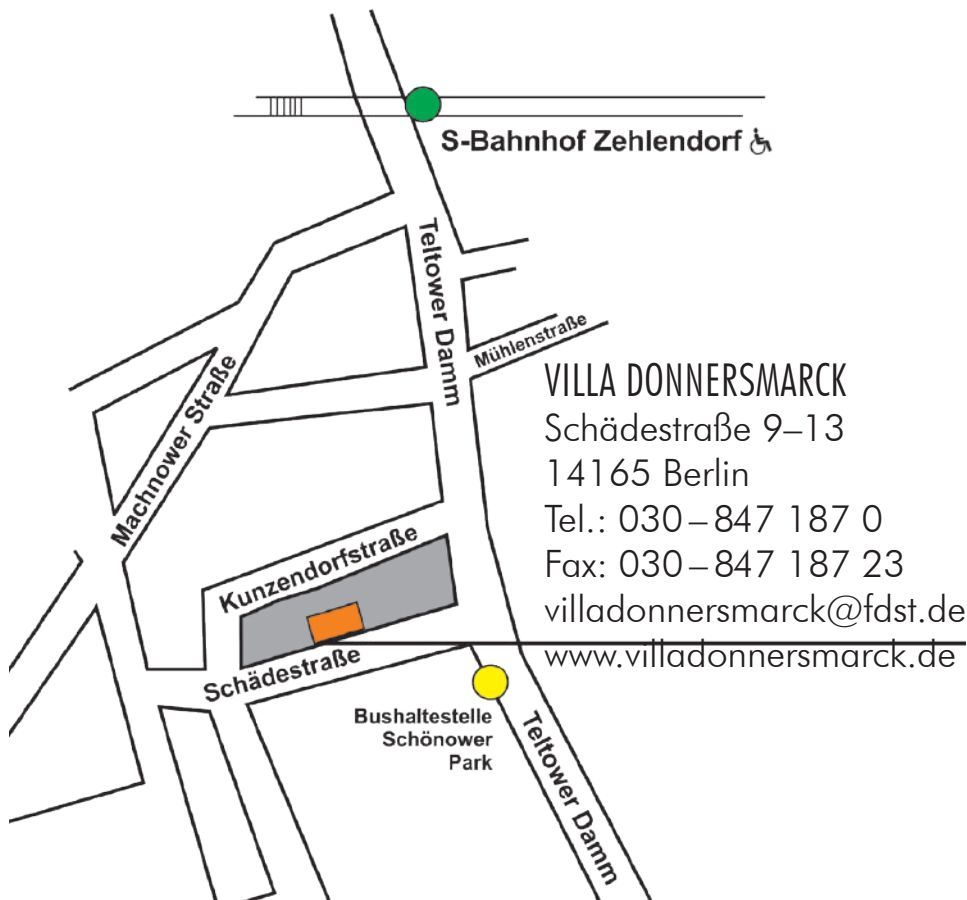 S-Bahnhof Zehlendorf
Teltower Damm
Mühlenstraße
Machnower Straße
VILLA DONNERSMARCK
Schädestraße 9–13
14165 Berlin
Tel.: 030–847 187 0
Fax: 030–847 187 23
villadonnersmarck@fdst.de
www.villadonnersmarck.de
Kunzendorfstraße
Schädestraße
Bushaltestelle
Schönower
Park
Teltower Damm